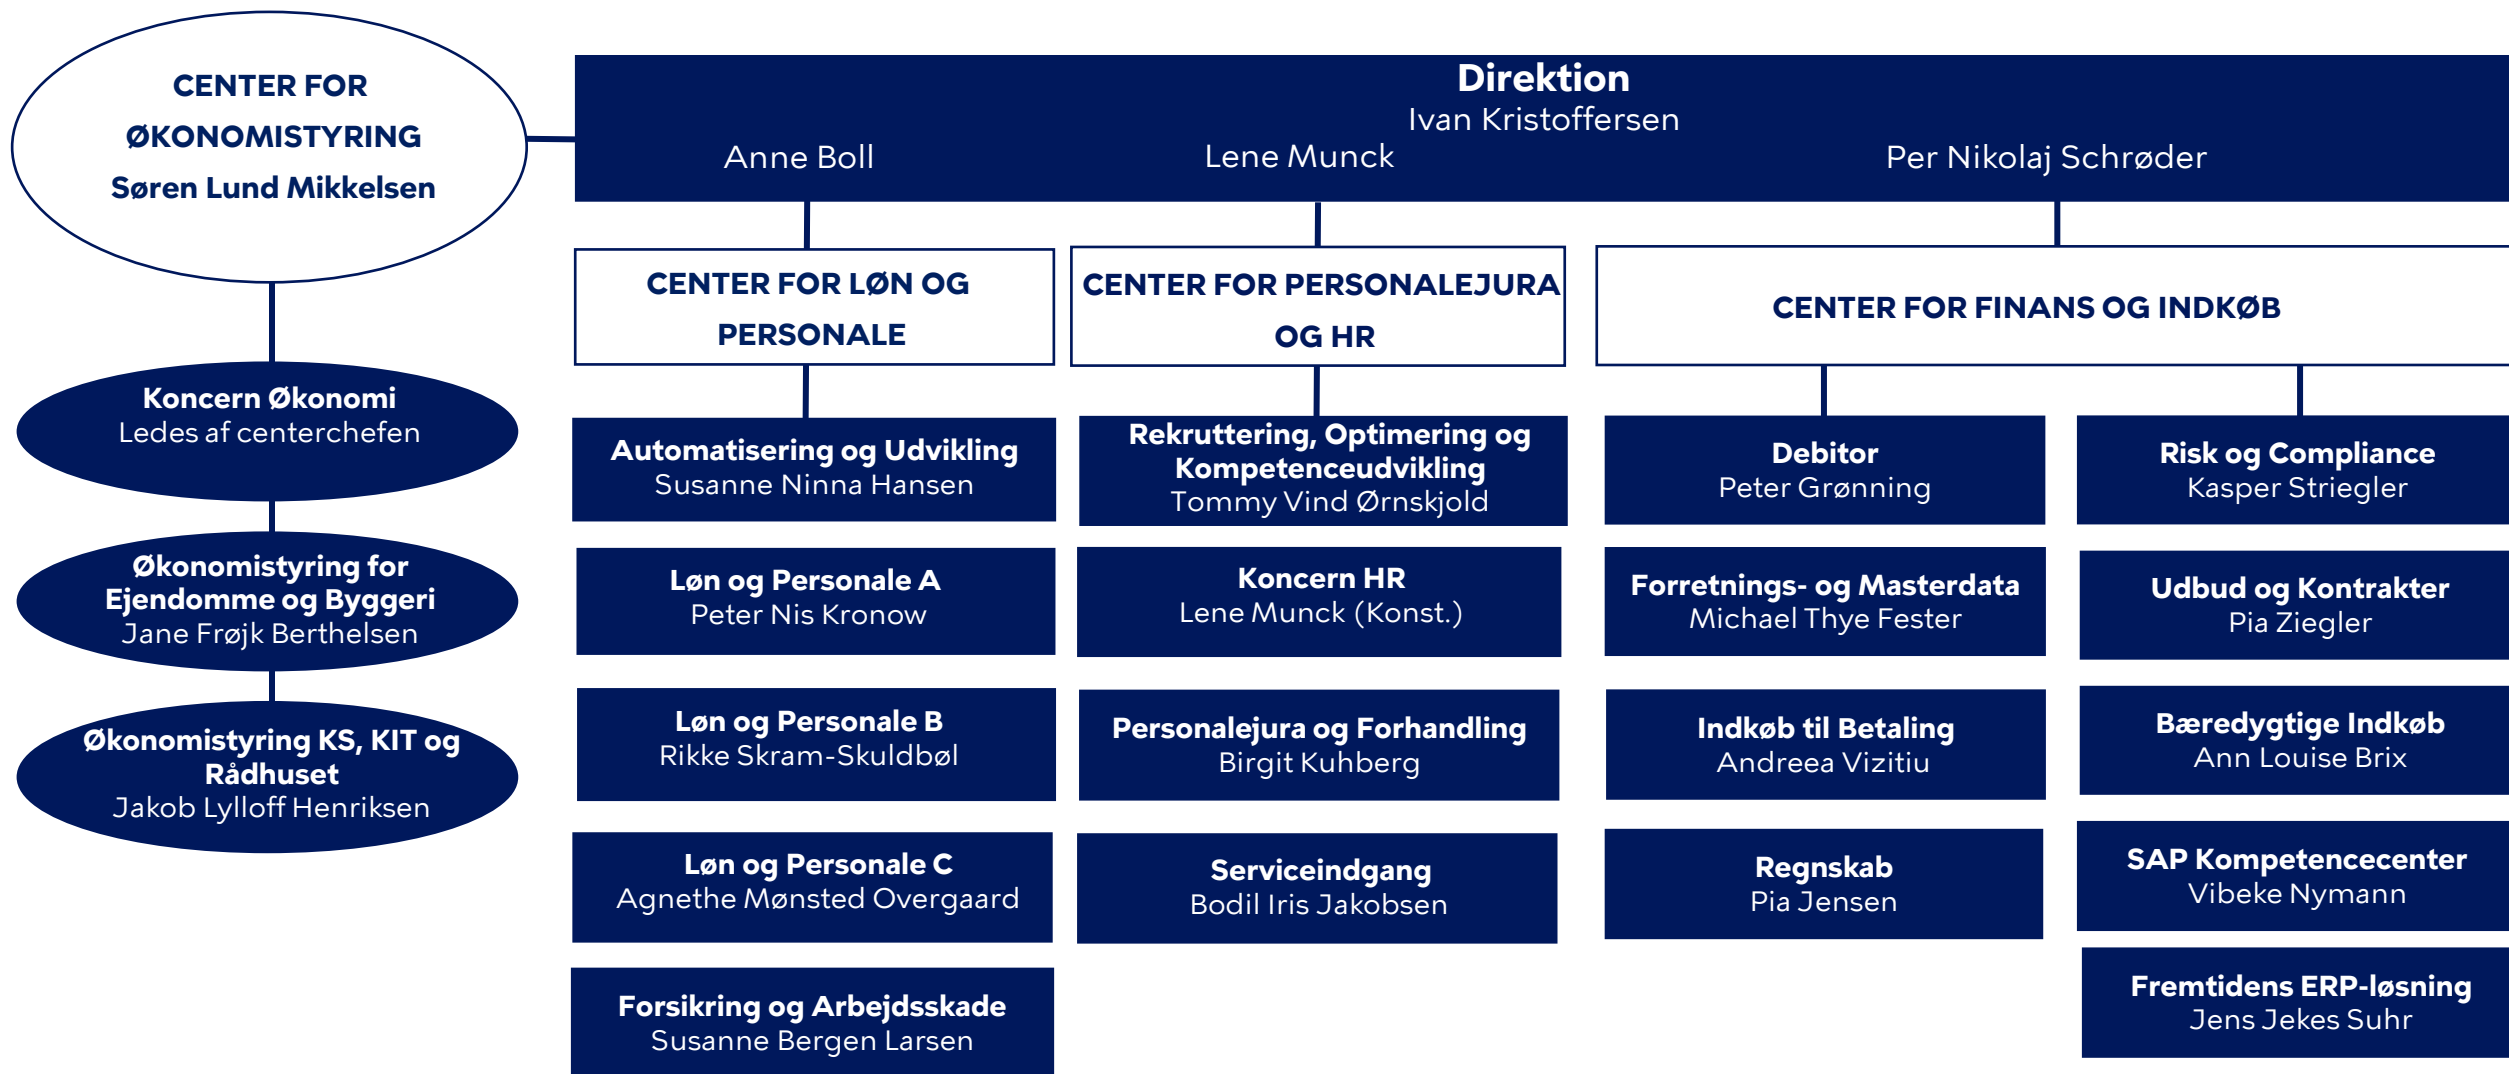 CENTER FOR
ØKONOMISTYRING
Søren Lund Mikkelsen
Direktion
Ivan Kristoffersen
Anne Boll
Lene Munck
Per Nikolaj Schrøder
Koncern Økonomi
Ledes af centerchefen
Økonomistyring for
Ejendomme og Byggeri
Jane Frøjk Berthelsen
Økonomistyring KS, KIT og
Rådhuset
Jakob Lylloff Henriksen
CENTER FOR LØN OG
PERSONALE
Automatisering og Udvikling
Susanne Ninna Hansen
Løn og Personale A
Peter Nis Kronow
Løn og Personale B
Rikke Skram-Skuldbøl
Løn og Personale C
Agnethe Mønsted Overgaard
Forsikring og Arbejdsskade
Susanne Bergen Larsen
CENTER FOR PERSONALEJURA
OG HR
Rekruttering, Optimering og
Kompetenceudvikling
Tommy Vind Ørnskjold
Koncern HR
Lene Munck (Konst.)
Personalejura og Forhandling
Birgit Kuhberg
Serviceindgang
Bodil Iris Jakobsen
CENTER FOR FINANS OG INDKØB
Debitor
Peter Grønning
Forretnings- og Masterdata
Michael Thye Fester
Indkøb til Betaling
Andreea Vizitiu
Regnskab
Pia Jensen
Risk og Compliance
Kasper Striegler
Udbud og Kontrakter
Pia Ziegler
Bæredygtige Indkøb
Ann Louise Brix
SAP Kompetencecenter
Vibeke Nymann
Fremtidens ERP-løsning
Jens Jekes Suhr